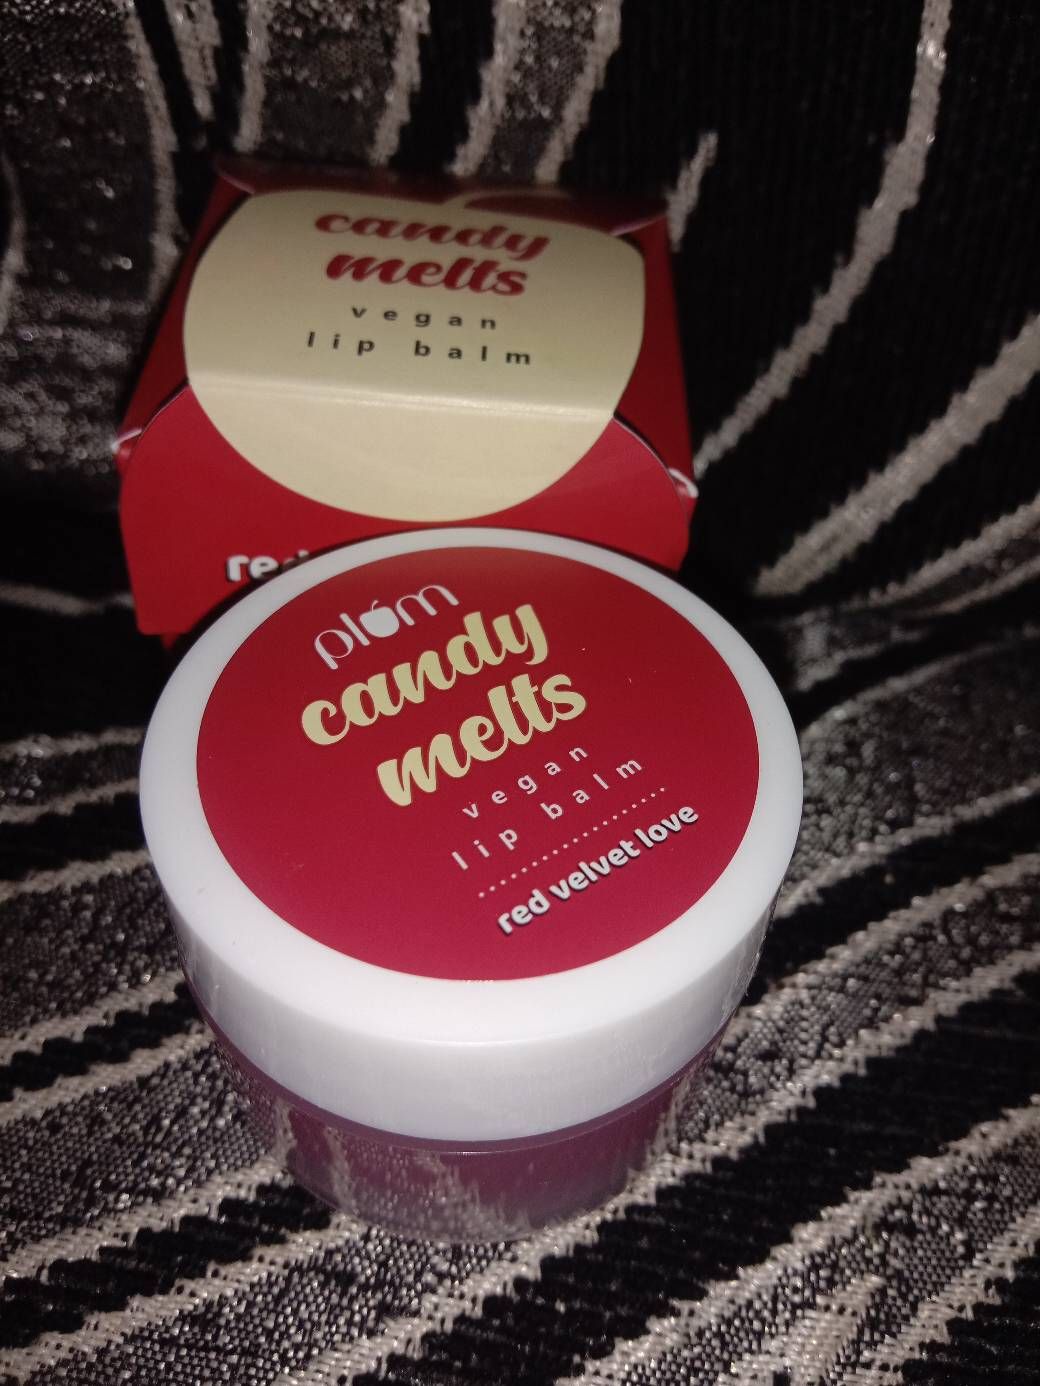 candy
melts
vegan
lip balm
plum
candy
melts
vegan
lip balm
red velvet love